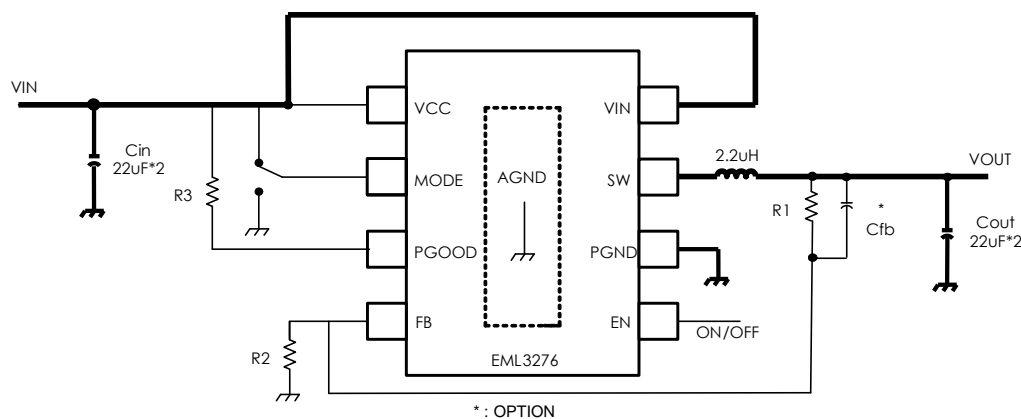 VIN
Cin
22uF*2
R3
VCC
MODE
PGOOD
FB
AGND
VIN
SW
PGND
EN
EML3276
R2
2.2uH
VOUT
R1
*
Cfb
Cout
22uF*2
ON/OFF
* : OPTION